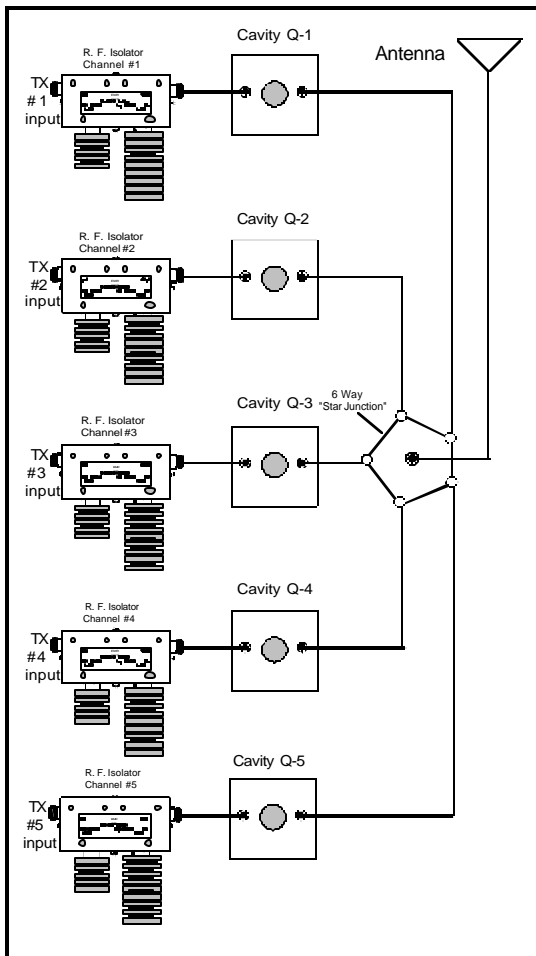 Cavity Q-1
Antenna
R. F. Isolator
Channel #1
TX
#1
input
Cavity Q-2
R. F. Isolator
Channel #2
TX
#2
input
6 Way
"Star Junction"
Cavity Q-3
R. F. Isolator
Channel #3
TX
#3
input
Cavity Q-4
R. F. Isolator
Channel #4
TX
#4
input
Cavity Q-5
R. F. Isolator
Channel #5
TX
#5
input